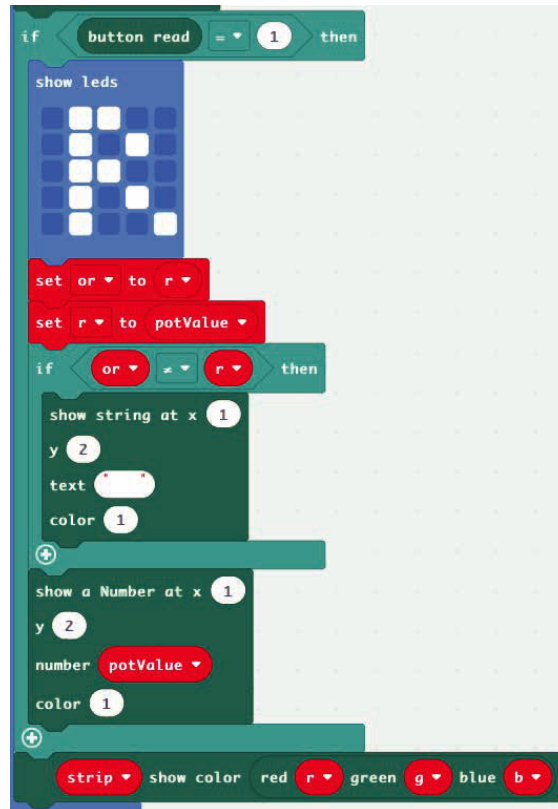 if button read = 1 then
show leds
set or to r
set r to potValue
if or ≠ r then
show string at x 1
y 2
text " "
color 1
show a Number at x 1
y 2
number potValue
color 1
strip show color red r green g blue b